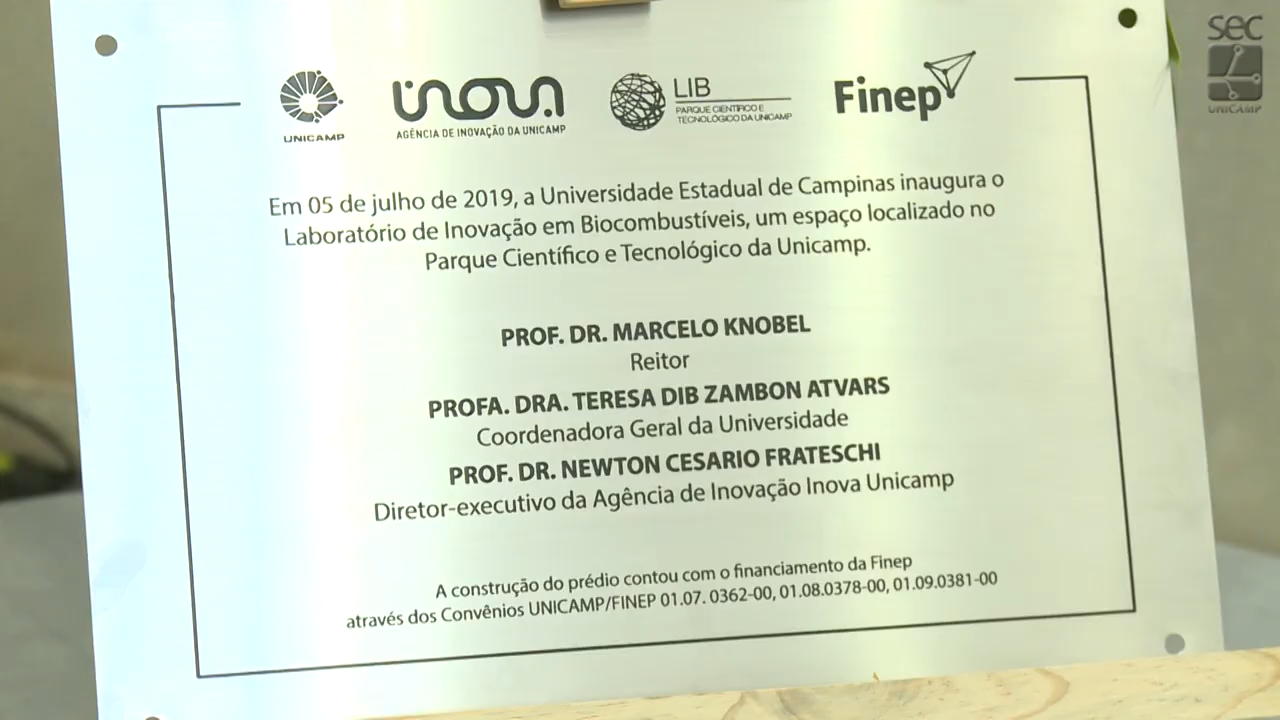 UNICAMP
inova
AGÊNCIA DE INOVAÇÃO DA UNICAMP
LIB
PARQUE CIENTÍFICO E
TECNOLÓGICO DA UNICAMP
Finep
sec
UNICAMP
Em 05 de julho de 2019, a Universidade Estadual de Campinas inaugura o
Laboratório de Inovação em Biocombustíveis, um espaço localizado no
Parque Científico e Tecnológico da Unicamp.
PROF. DR. MARCELO KNOBEL
Reitor
PROFA. DRA. TERESA DIB ZAMBON ATVARS
Coordenadora Geral da Universidade
PROF. DR. NEWTON CESARIO FRATESCHI
Diretor-executivo da Agência de Inovação Inova Unicamp
A construção do prédio contou com o financiamento da Finep
através dos Convênios UNICAMP/FINEP 01.07. 0362-00, 01.08.0378-00, 01.09.0381-00